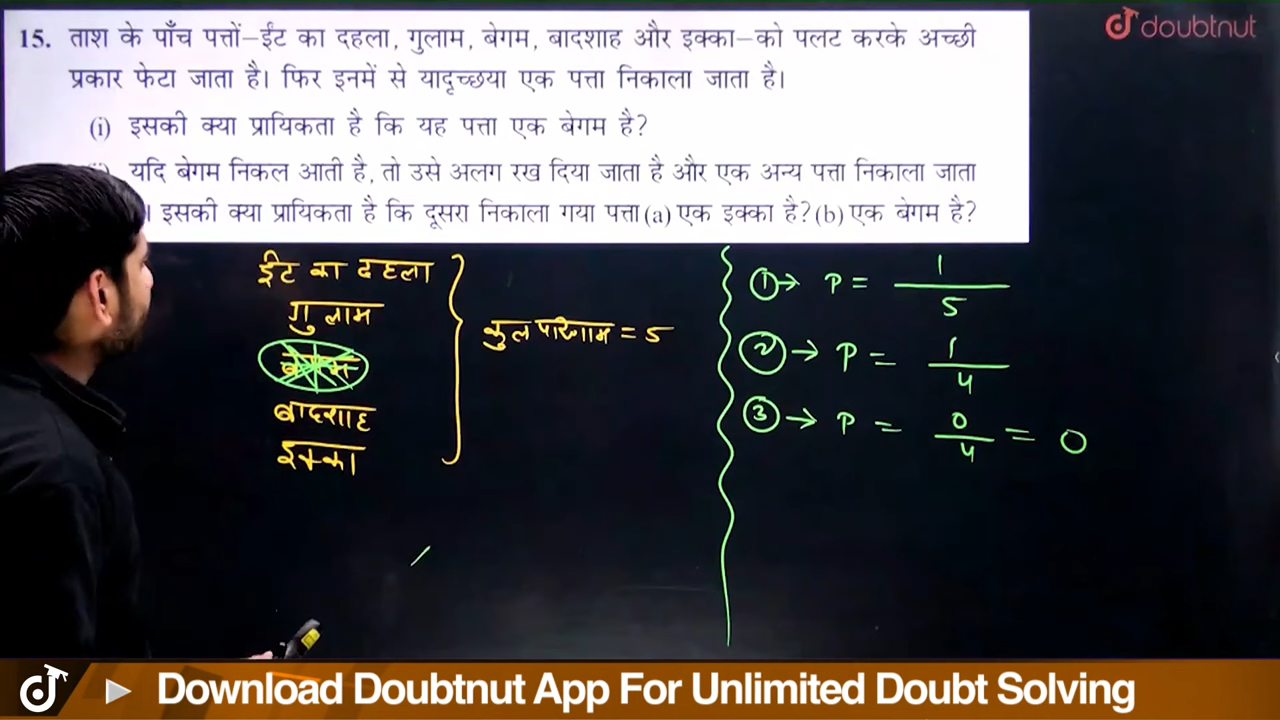 doubtnut
15. ताश के पाँच पत्तों–ईंट का दहला, गुलाम, बेगम, बादशाह और इक्का–को पलट करके अच्छी
प्रकार फेटा जाता है। फिर इनमें से यादृच्छया एक पत्ता निकाला जाता है।
(i) इसकी क्या प्रायिकता है कि यह पत्ता एक बेगम है?
यदि बेगम निकल आती है, तो उसे अलग रख दिया जाता है और एक अन्य पत्ता निकाला जाता
। इसकी क्या प्रायिकता है कि दूसरा निकाला गया पत्ता (a) एक इक्का है? (b) एक बेगम है?
ईंट का दहला
गुलाम
बेगम
बादशाह
इक्का
कुल परिणाम = 5
① → P = 1/5
② → P = 1/4
③ → P = 0/4 = 0
Download Doubtnut App For Unlimited Doubt Solving